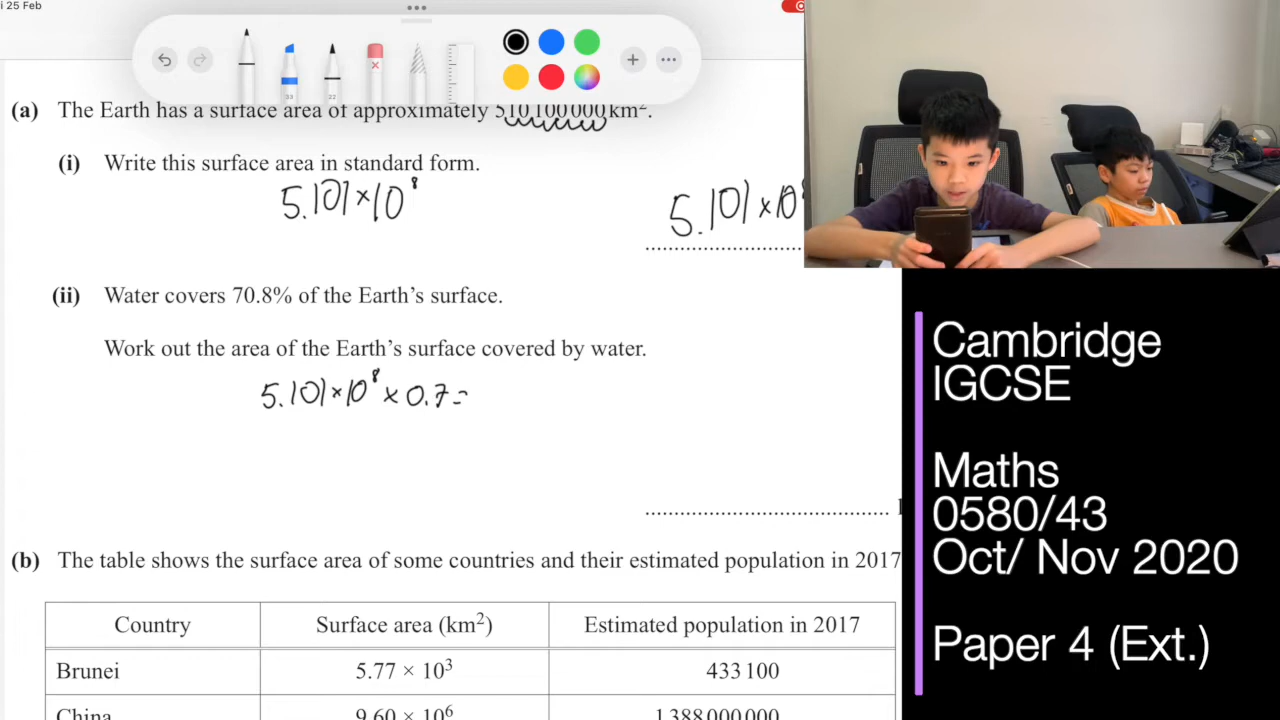 i 25 Feb
33
22
(a) The Earth has a surface area of approximately 510 100 000 km².
(i) Write this surface area in standard form.
5.101×10⁸
5.101×10⁸
(ii) Water covers 70.8% of the Earth's surface.
Work out the area of the Earth's surface covered by water.
5.101×10⁸×0.7=
(b) The table shows the surface area of some countries and their estimated population in 2017
Country Surface area (km²) Estimated population in 2017
Brunei 5.77 × 10³ 433 100
China 9.60 × 10⁶ 1 388 000 000
Cambridge
IGCSE
Maths
0580/43
Oct/ Nov 2020
Paper 4 (Ext.)